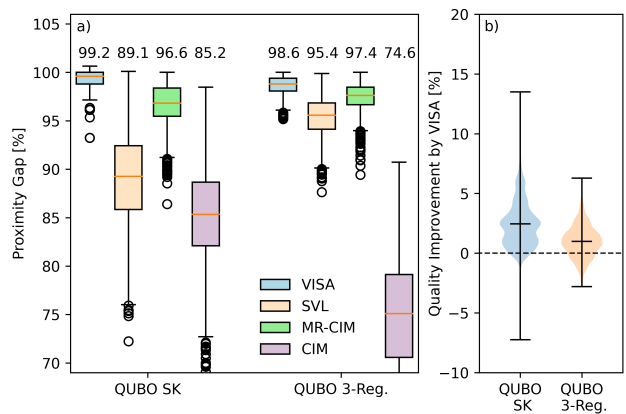 a)
99.2 89.1 96.6 85.2 98.6 95.4 97.4 74.6
105
100
95
90
85
80
75
70
Proximity Gap [%]
VISA
SVL
MR-CIM
CIM
QUBO SK
QUBO 3-Reg.
b)
20
15
10
5
0
−5
−10
Quality Improvement by VISA [%]
QUBO
SK
QUBO
3-Reg.